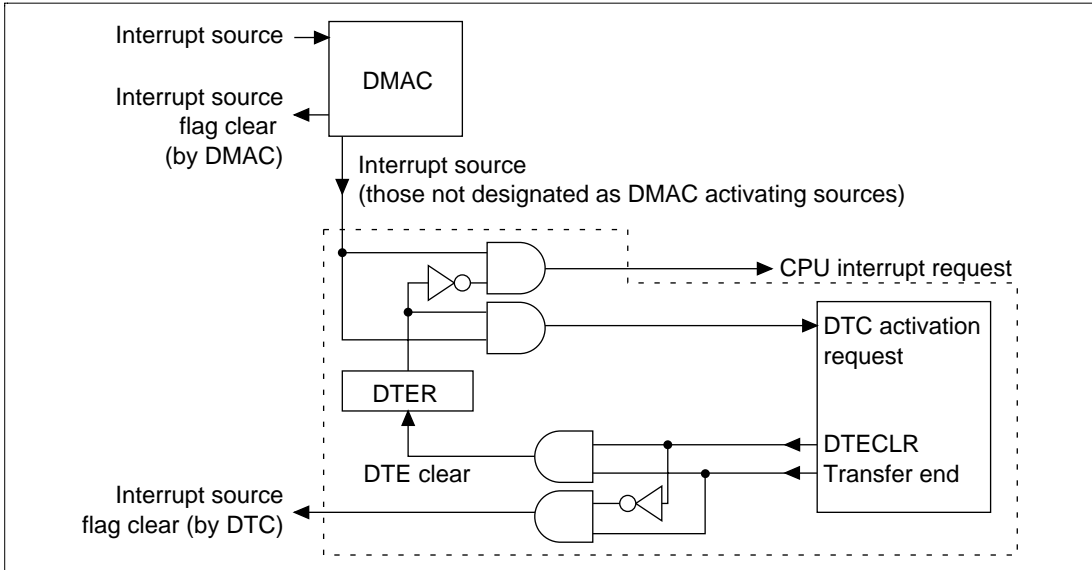 Interrupt source
DMAC
Interrupt source
flag clear
(by DMAC)
Interrupt source
(those not designated as DMAC activating sources)
CPU interrupt request
DTC activation
request
DTER
DTECLR
DTE clear
Transfer end
Interrupt source
flag clear (by DTC)